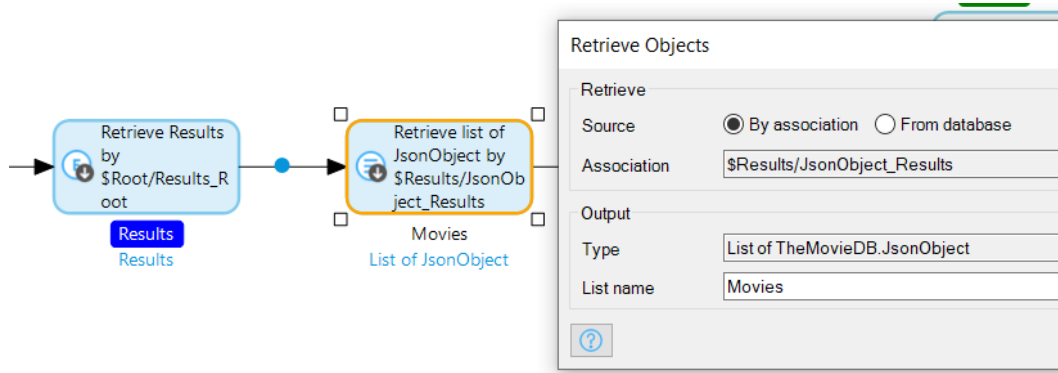 Retrieve Results
by
$Root/Results_R
oot
Results
Results
Retrieve list of
JsonObject by
$Results/JsonOb
ject_Results
Movies
List of JsonObject
Retrieve Objects
Retrieve
Source
By association
From database
Association
$Results/JsonObject_Results
Output
Type
List of TheMovieDB.JsonObject
List name
Movies
?